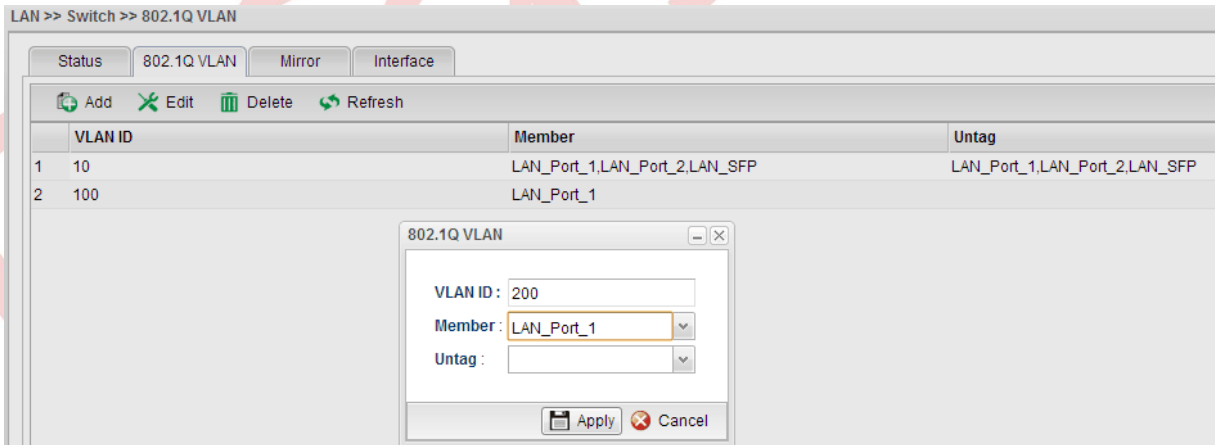 LAN >> Switch >> 802.1Q VLAN
Status 802.1Q VLAN Mirror Interface
Add Edit Delete Refresh
VLAN ID Member Untag
1 10 LAN_Port_1,LAN_Port_2,LAN_SFP LAN_Port_1,LAN_Port_2,LAN_SFP
2 100 LAN_Port_1
802.1Q VLAN
VLAN ID : 200
Member : LAN_Port_1
Untag :
Apply Cancel